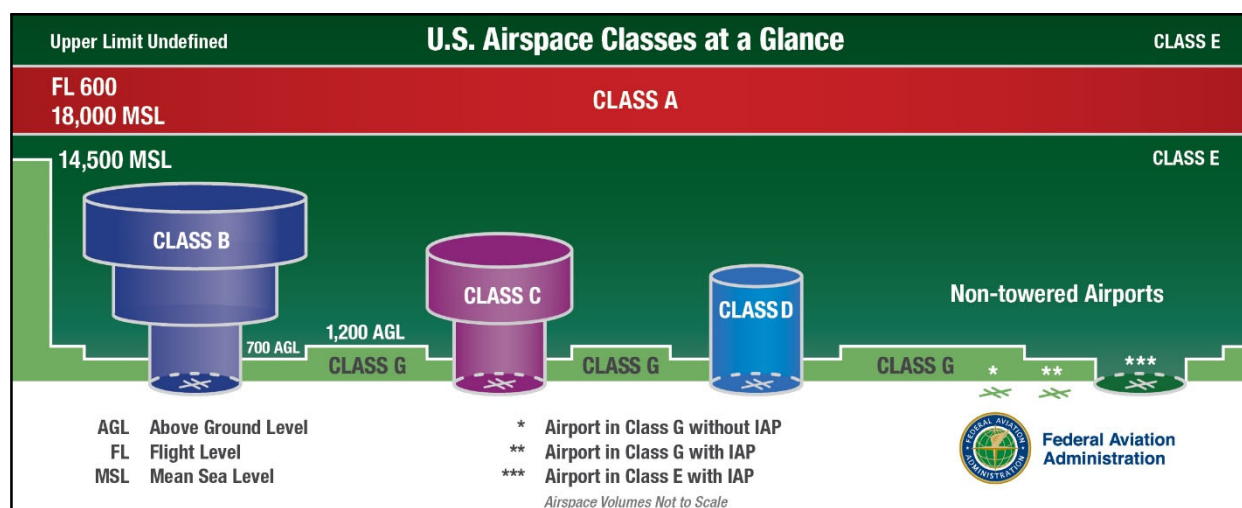 Upper Limit Undefined
U.S. Airspace Classes at a Glance
CLASS E
FL 600
18,000 MSL
CLASS A
14,500 MSL
CLASS E
CLASS B
CLASS C
CLASS D
Non-towered Airports
700 AGL
1,200 AGL
CLASS G
CLASS G
CLASS G
*
**
***
AGL Above Ground Level
FL Flight Level
MSL Mean Sea Level
* Airport in Class G without IAP
** Airport in Class G with IAP
*** Airport in Class E with IAP
Airspace Volumes Not to Scale
FEDERAL AVIATION
ADMINISTRATION
Federal Aviation
Administration